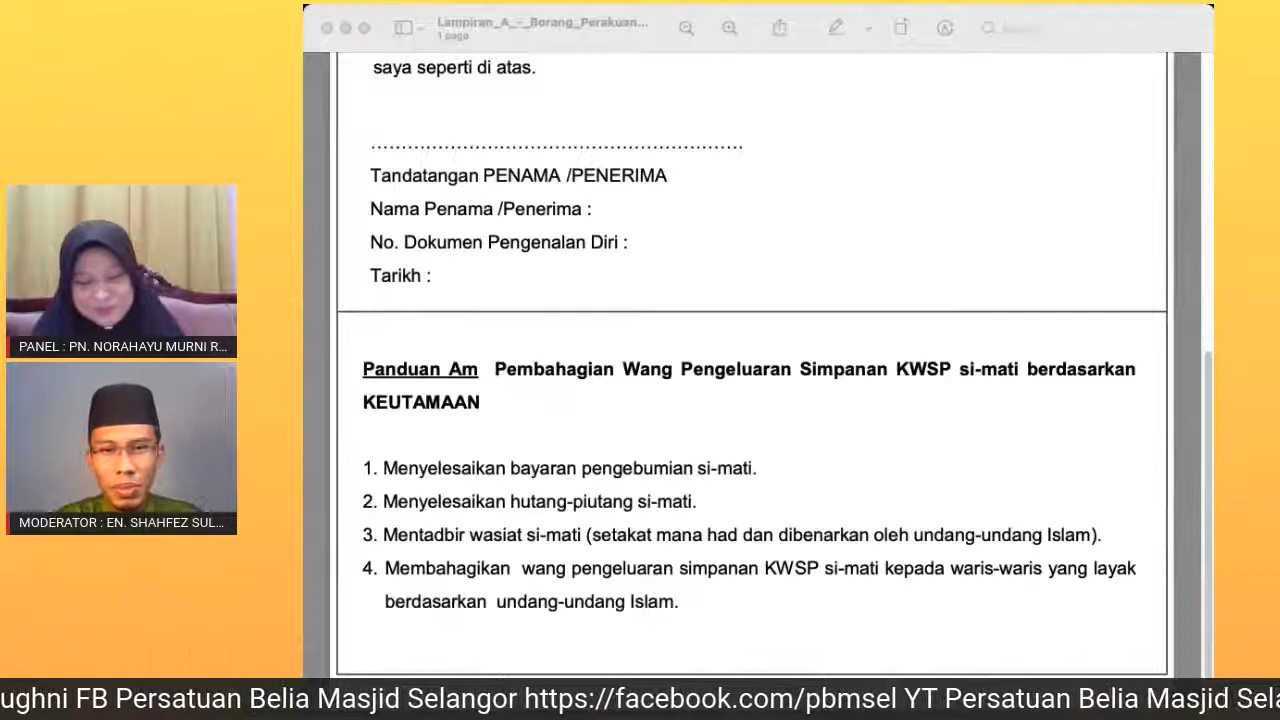 Lampiran_A_-_Borang_Perakuan...
1 page
saya seperti di atas.
............................................................
Tandatangan PENAMA /PENERIMA
Nama Penama /Penerima :
No. Dokumen Pengenalan Diri :
Tarikh :
Panduan Am Pembahagian Wang Pengeluaran Simpanan KWSP si-mati berdasarkan
KEUTAMAAN
1. Menyelesaikan bayaran pengebumian si-mati.
2. Menyelesaikan hutang-piutang si-mati.
3. Mentadbir wasiat si-mati (setakat mana had dan dibenarkan oleh undang-undang Islam).
4. Membahagikan wang pengeluaran simpanan KWSP si-mati kepada waris-waris yang layak
berdasarkan undang-undang Islam.
PANEL : PN. NORAHAYU MURNI R...
MODERATOR : EN. SHAHFEZ SUL...
ughni FB Persatuan Belia Masjid Selangor https://facebook.com/pbmsel YT Persatuan Belia Masjid Sela